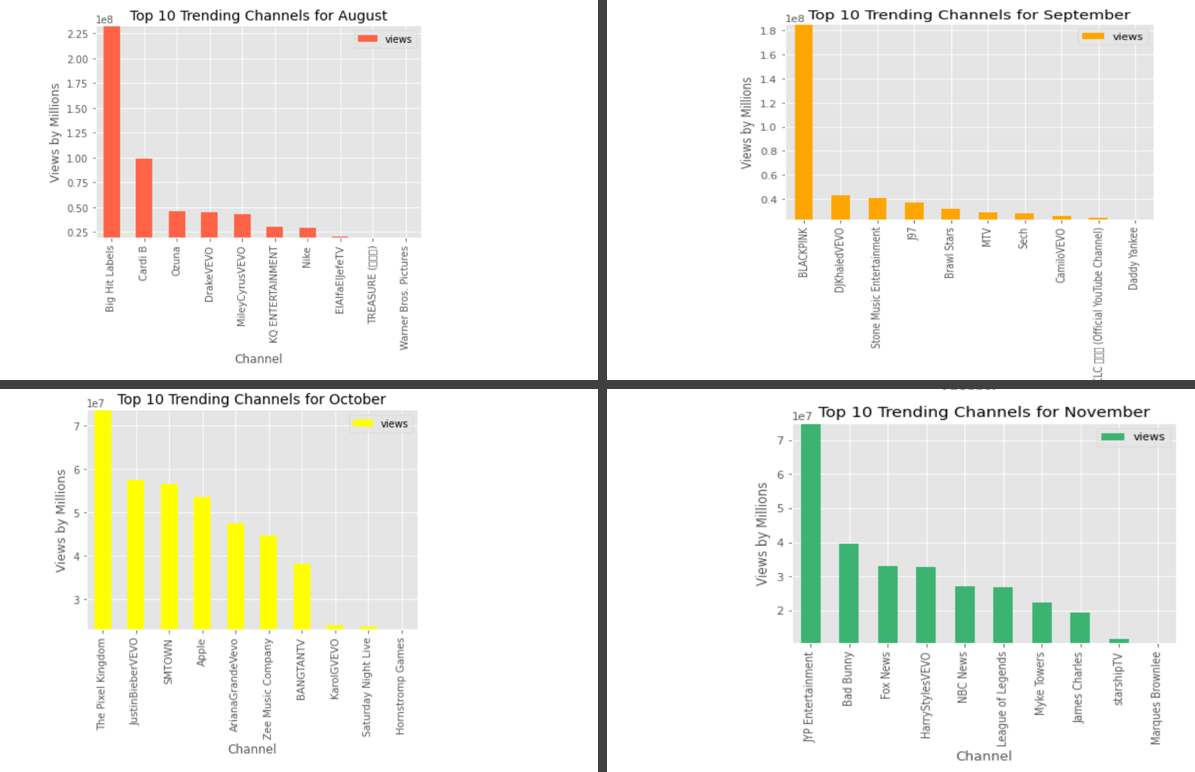 Top 10 Trending Channels for August
1e8
views
2.25
2.00
1.75
1.50
1.25
1.00
0.75
0.50
0.25
Views by Millions
Big Hit Labels
Cardi B
Ozuna
DrakeVEVO
MileyCyrusVEVO
KQ ENTERTAINMENT
Nike
ElAlfaElJefeTV
TREASURE (□□□)
Warner Bros. Pictures
Channel
Top 10 Trending Channels for September
1e8
views
1.8
1.6
1.4
1.2
1.0
0.8
0.6
0.4
Views by Millions
BLACKPINK
DJKhaledVEVO
Stone Music Entertainment
J97
Brawl Stars
MTV
Sech
CamiloVEVO
CLC □□□ (Official YouTube Channel)
Daddy Yankee
Top 10 Trending Channels for October
1e7
views
7
6
5
4
3
Views by Millions
The Pixel Kingdom
JustinBieberVEVO
SMTOWN
Apple
ArianaGrandeVevo
Zee Music Company
BANGTANTV
KarolGVEVO
Saturday Night Live
Hornstromp Games
Channel
Top 10 Trending Channels for November
1e7
views
7
6
5
4
3
2
Views by Millions
JYP Entertainment
Bad Bunny
Fox News
HarryStylesVEVO
NBC News
League of Legends
Myke Towers
James Charles
starshipTV
Marques Brownlee
Channel